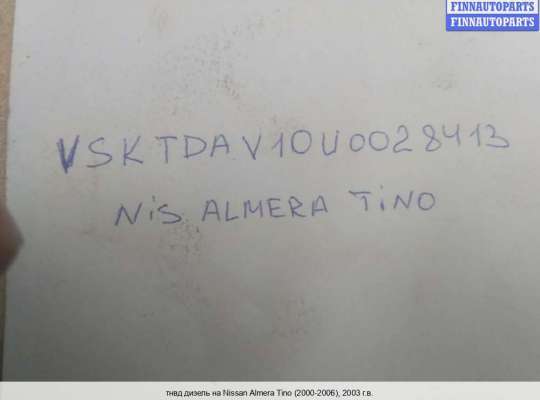 FINNAUTOPARTS
FINNAUTOPARTS
VSKTDAV10U0028413
NiS ALMERA TiNO
тнвд дизель на Nissan Almera Tino (2000-2006), 2003 г.в.